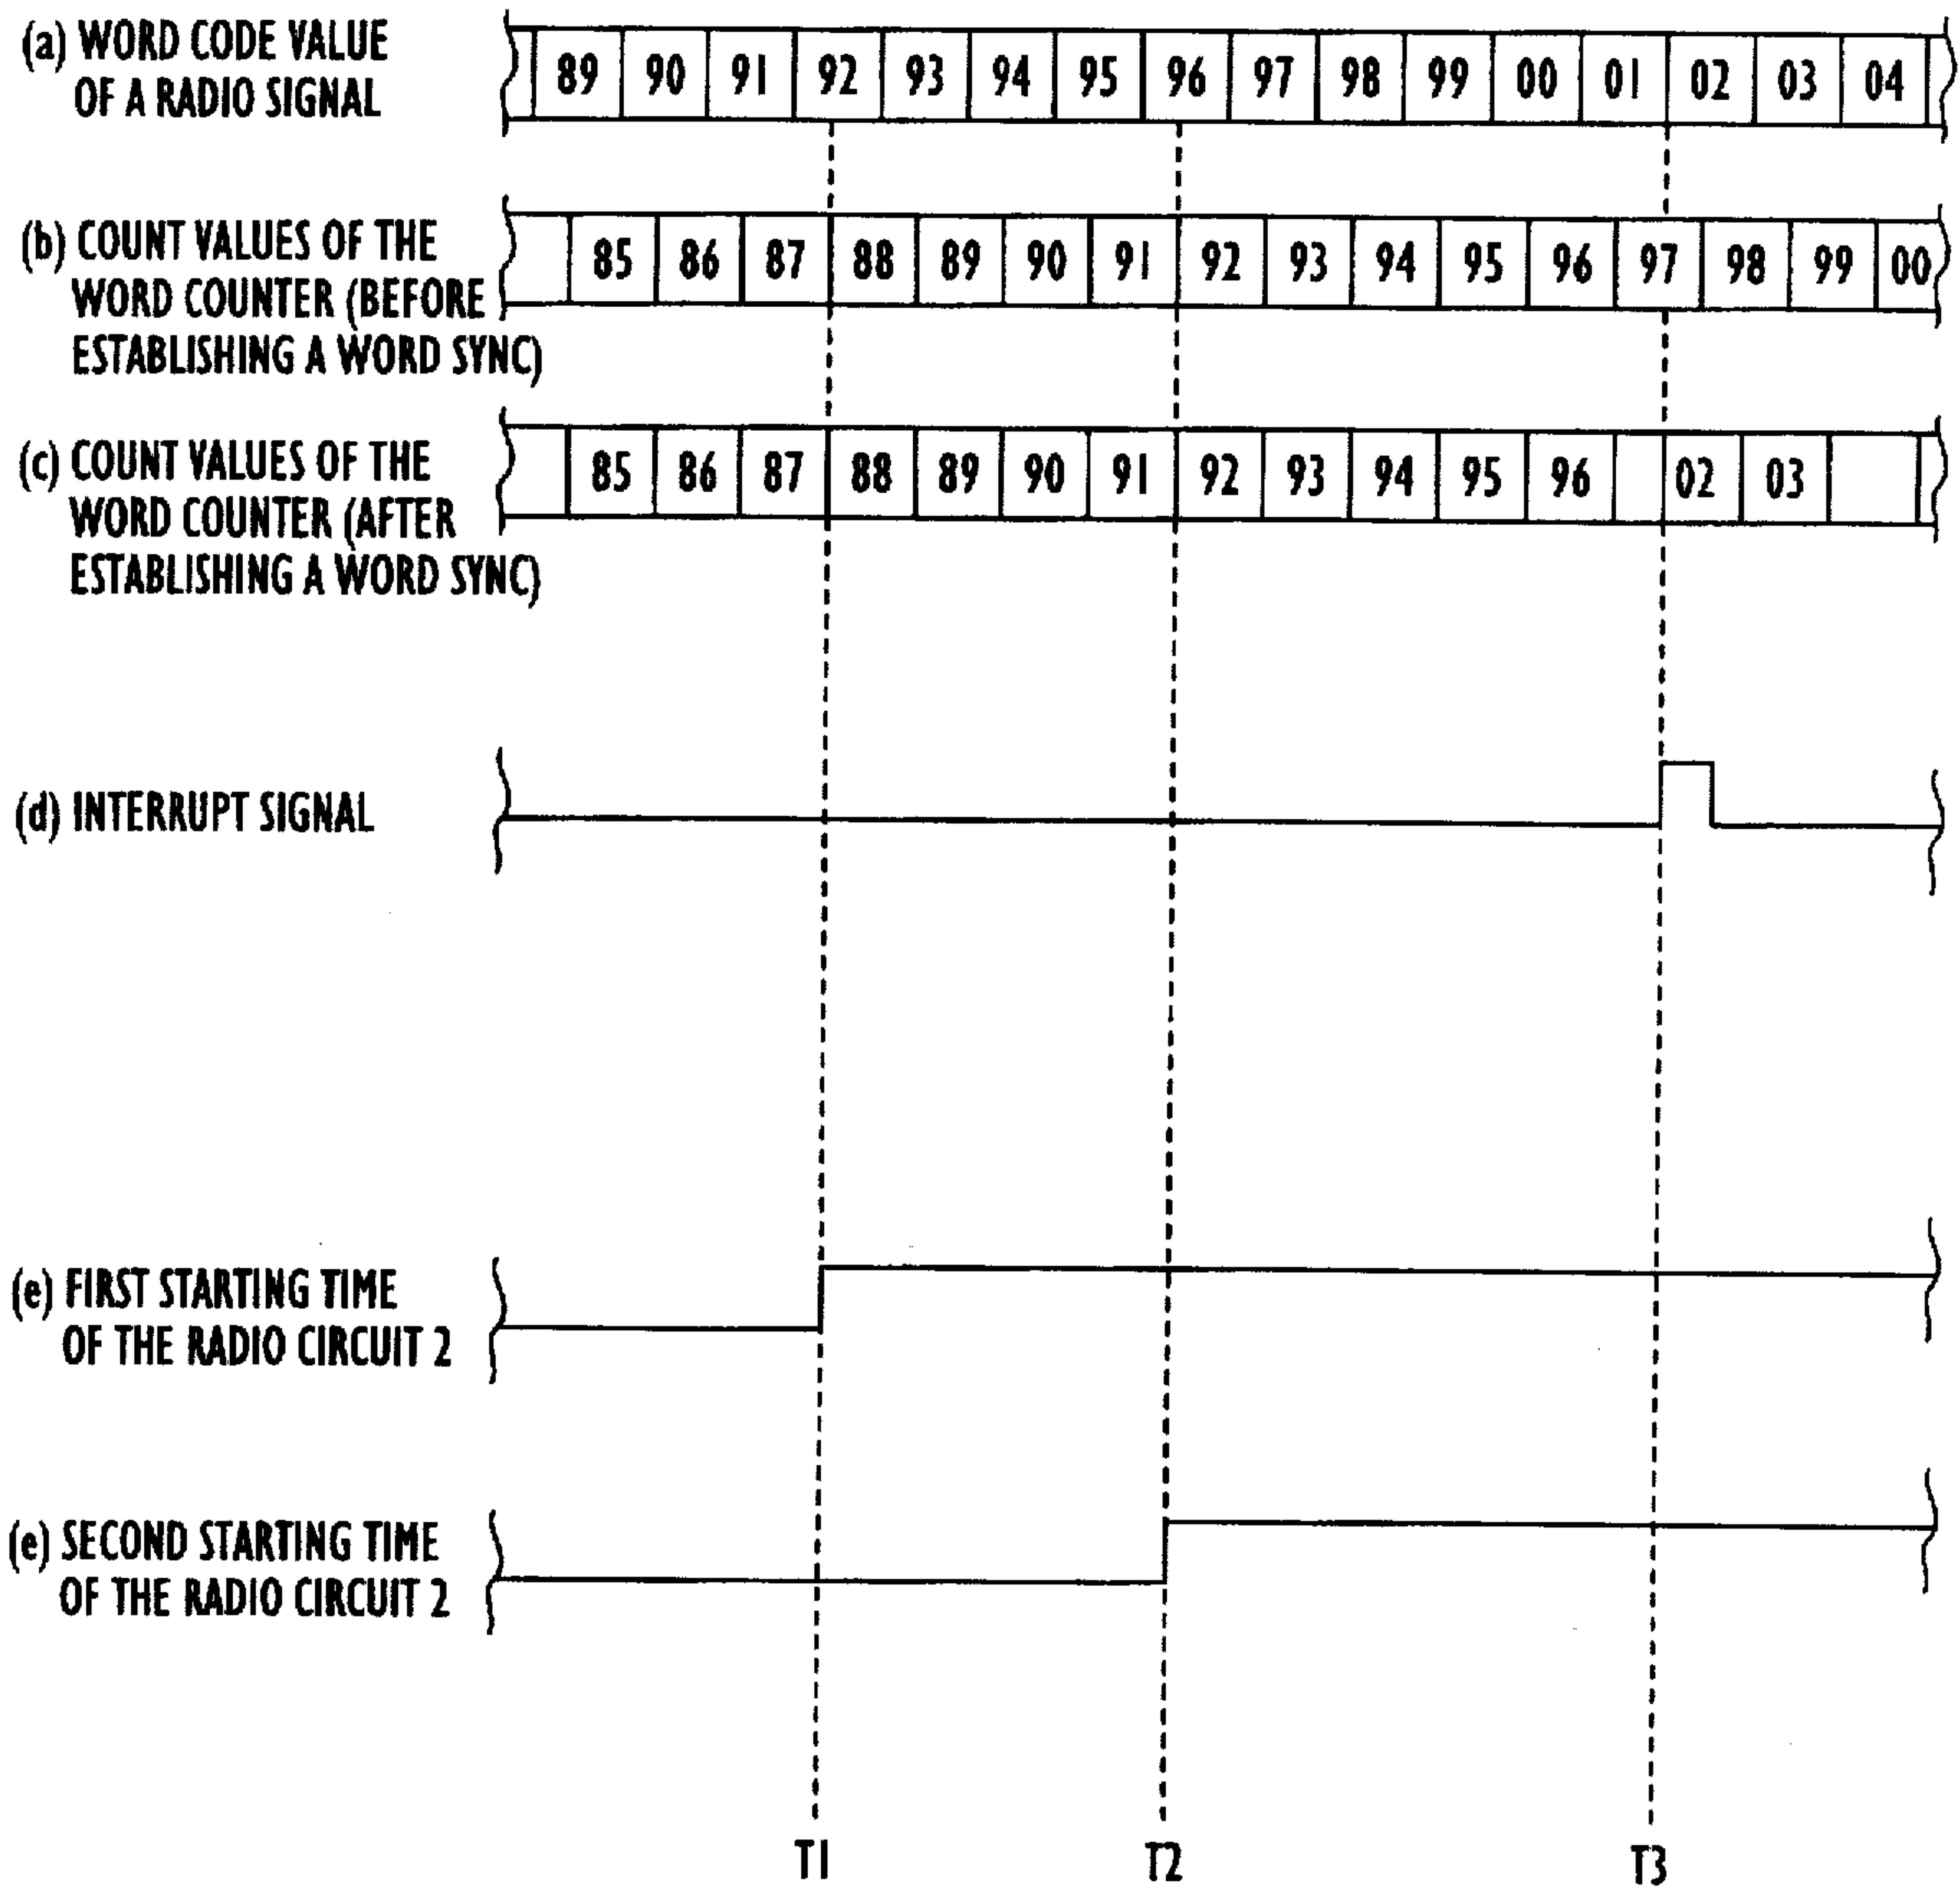 (a) WORD CODE VALUE
OF A RADIO SIGNAL
89 90 91 92 93 94 95 96 97 98 99 00 01 02 03 04
(b) COUNT VALUES OF THE
WORD COUNTER (BEFORE
ESTABLISHING A WORD SYNC)
85 86 87 88 89 90 91 92 93 94 95 96 97 98 99 00
(c) COUNT VALUES OF THE
WORD COUNTER (AFTER
ESTABLISHING A WORD SYNC)
85 86 87 88 89 90 91 92 93 94 95 96 02 03
(d) INTERRUPT SIGNAL
(e) FIRST STARTING TIME
OF THE RADIO CIRCUIT 2
(e) SECOND STARTING TIME
OF THE RADIO CIRCUIT 2
T1 T2 T3